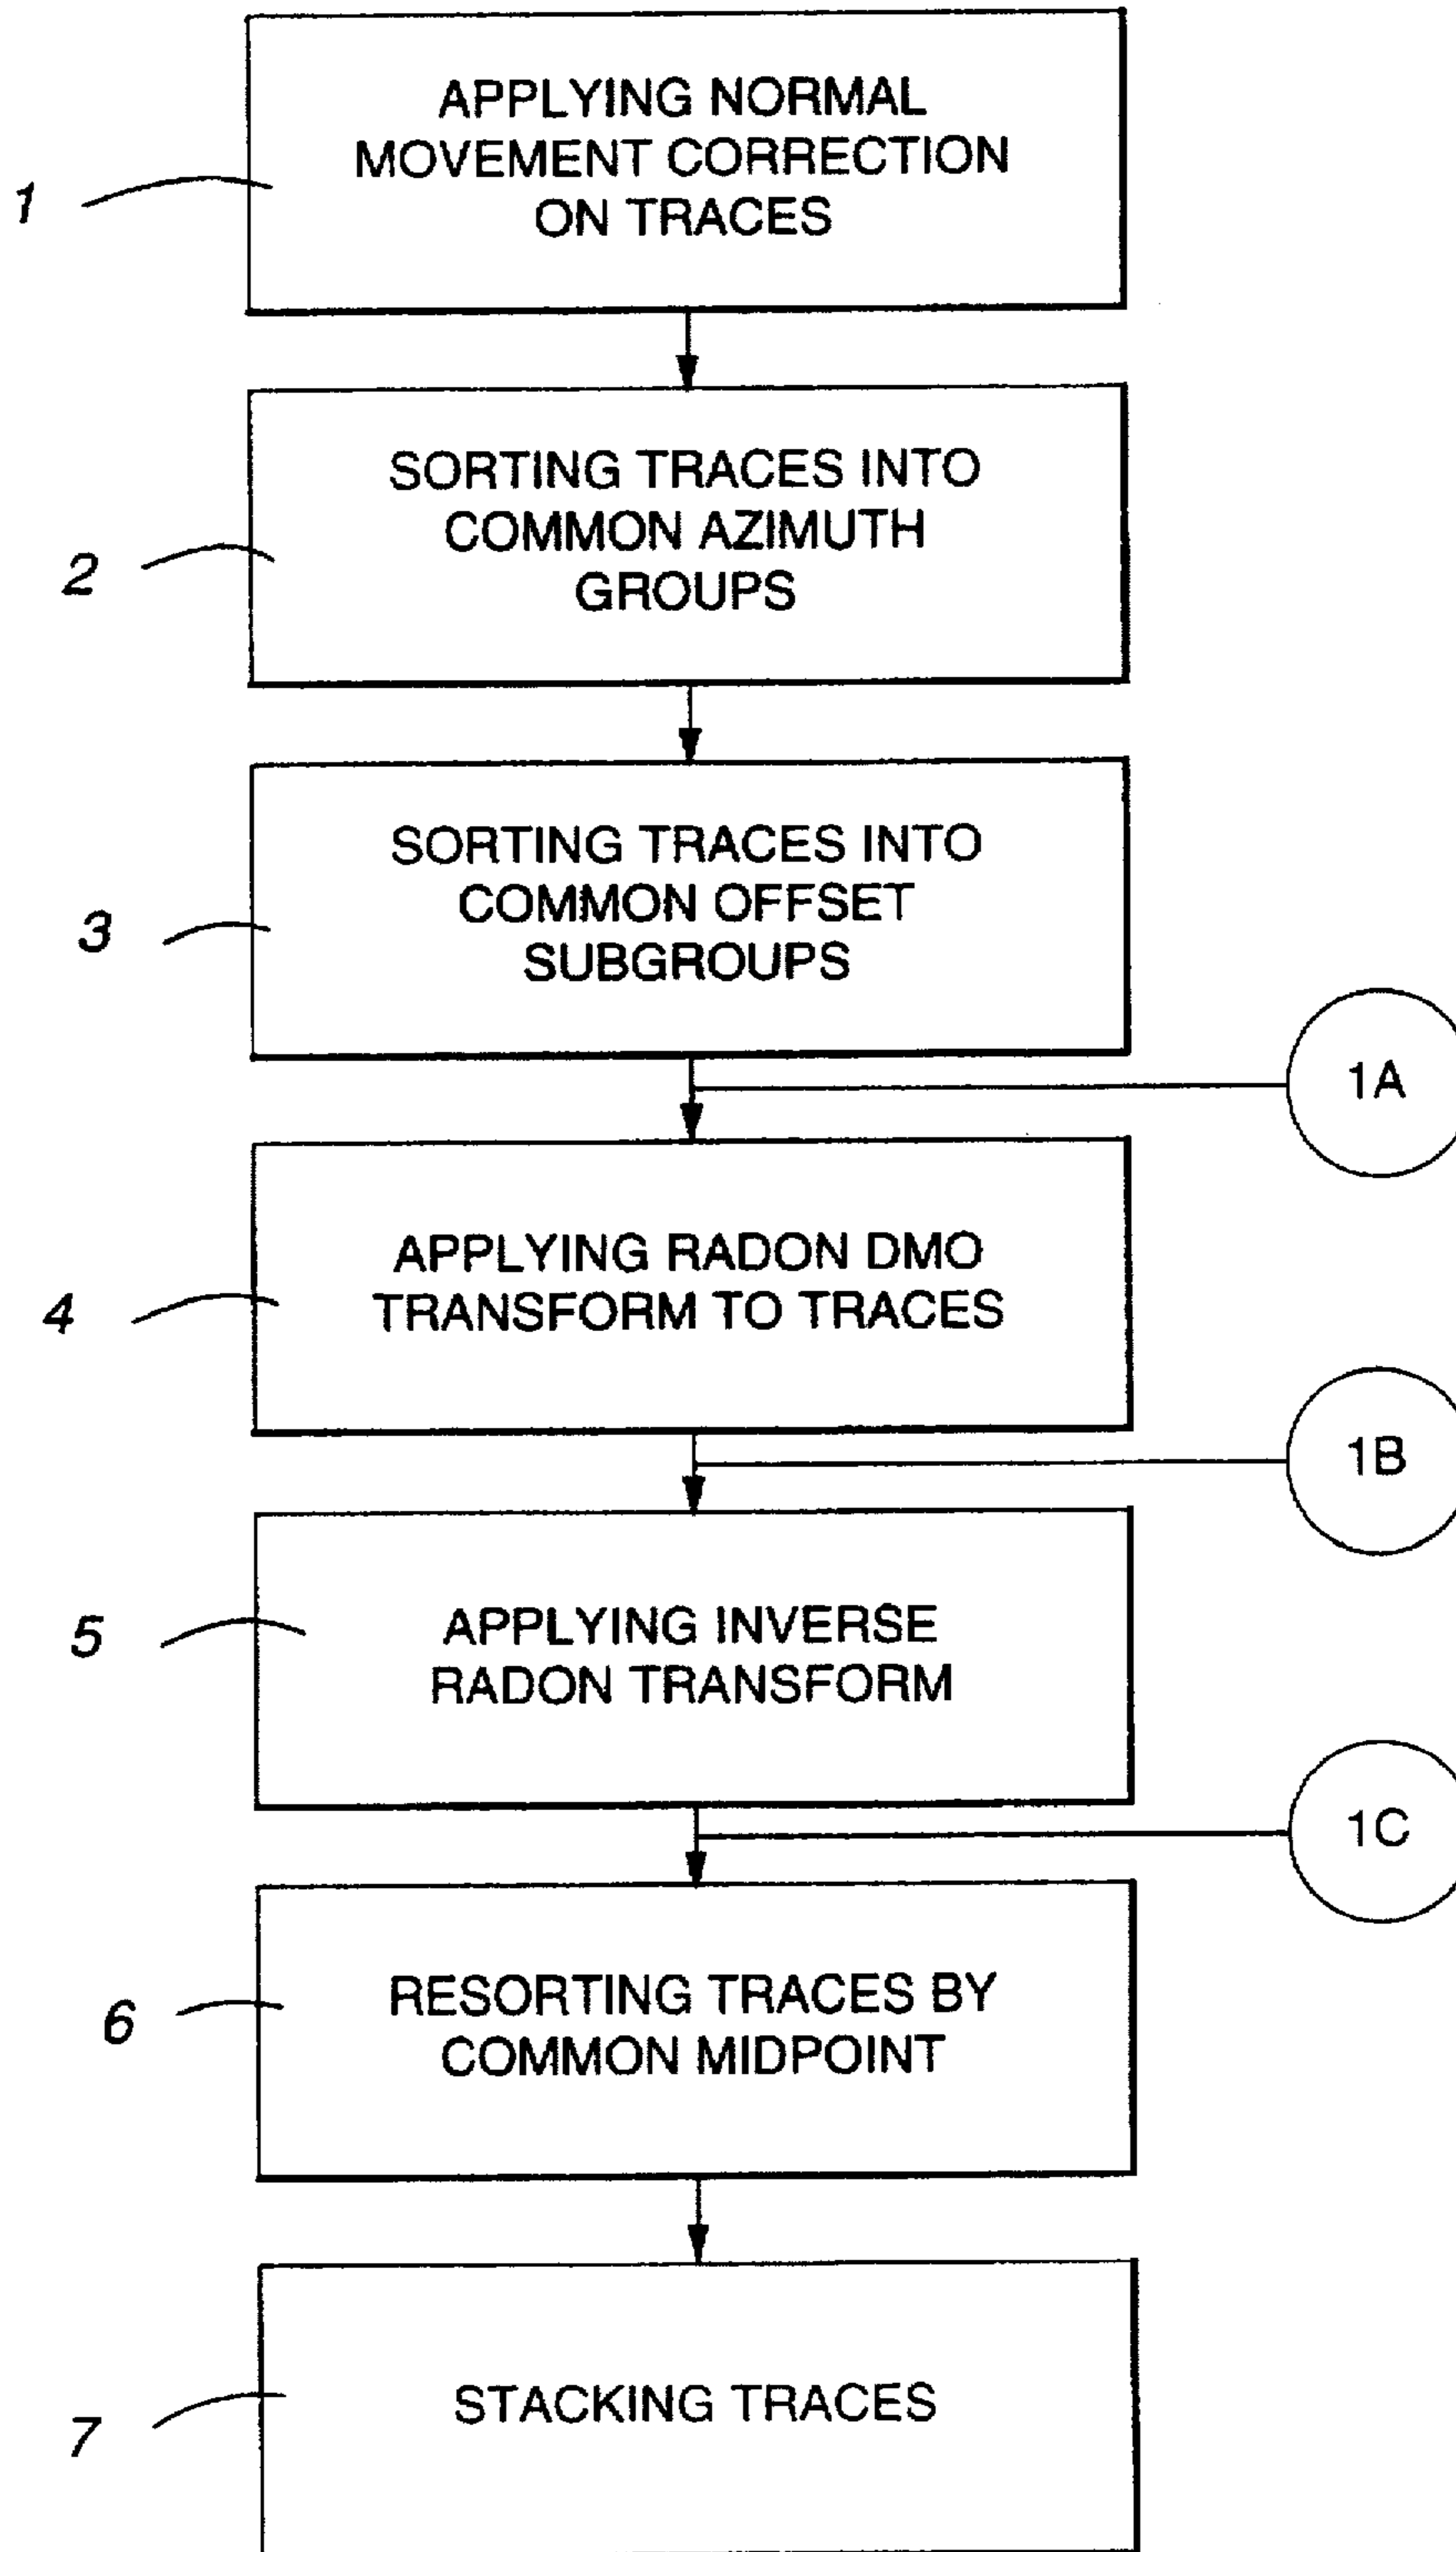 APPLYING NORMAL
MOVEMENT CORRECTION
ON TRACES
1
SORTING TRACES INTO
COMMON AZIMUTH
GROUPS
2
SORTING TRACES INTO
COMMON OFFSET
SUBGROUPS
3
1A
APPLYING RADON DMO
TRANSFORM TO TRACES
4
1B
APPLYING INVERSE
RADON TRANSFORM
5
1C
RESORTING TRACES BY
COMMON MIDPOINT
6
STACKING TRACES
7